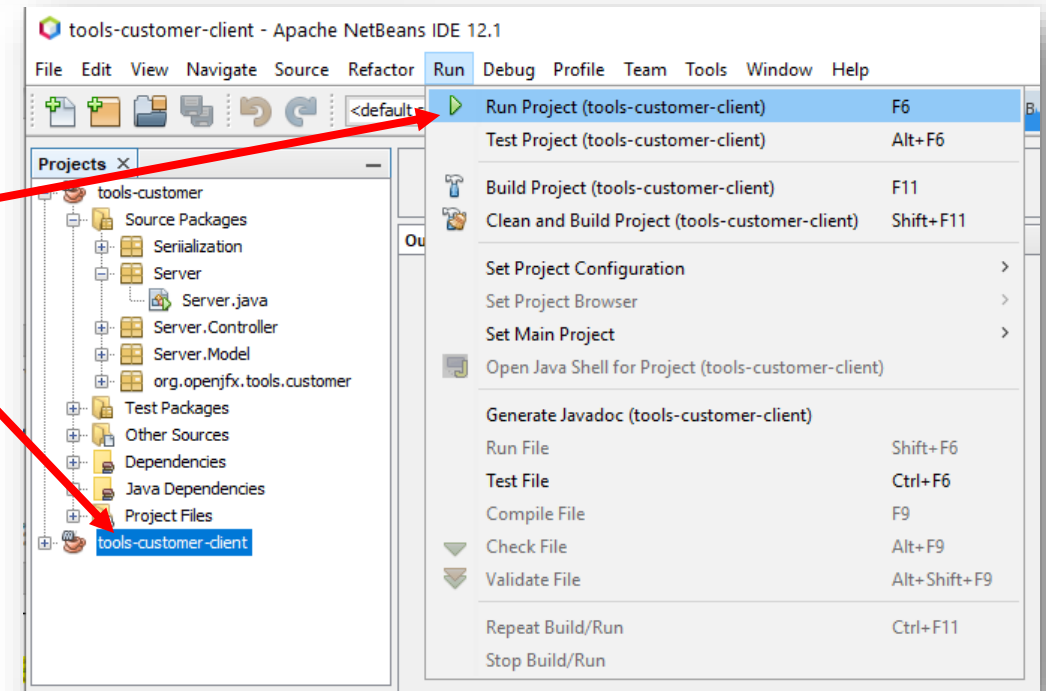 tools-customer-client - Apache NetBeans IDE 12.1
File Edit View Navigate Source Refactor Run Debug Profile Team Tools Window Help
<default
Run Project (tools-customer-client) F6
Test Project (tools-customer-client) Alt+F6
Build Project (tools-customer-client) F11
Clean and Build Project (tools-customer-client) Shift+F11
Set Project Configuration >
Set Project Browser >
Set Main Project >
Open Java Shell for Project (tools-customer-client)
Generate Javadoc (tools-customer-client)
Run File Shift+F6
Test File Ctrl+F6
Compile File F9
Check File Alt+F9
Validate File Alt+Shift+F9
Repeat Build/Run Ctrl+F11
Stop Build/Run
Projects
tools-customer
Source Packages
Seriialization
Server
Server.java
Server.Controller
Server.Model
org.openjfx.tools.customer
Test Packages
Other Sources
Dependencies
Java Dependencies
Project Files
tools-customer-client
Ou